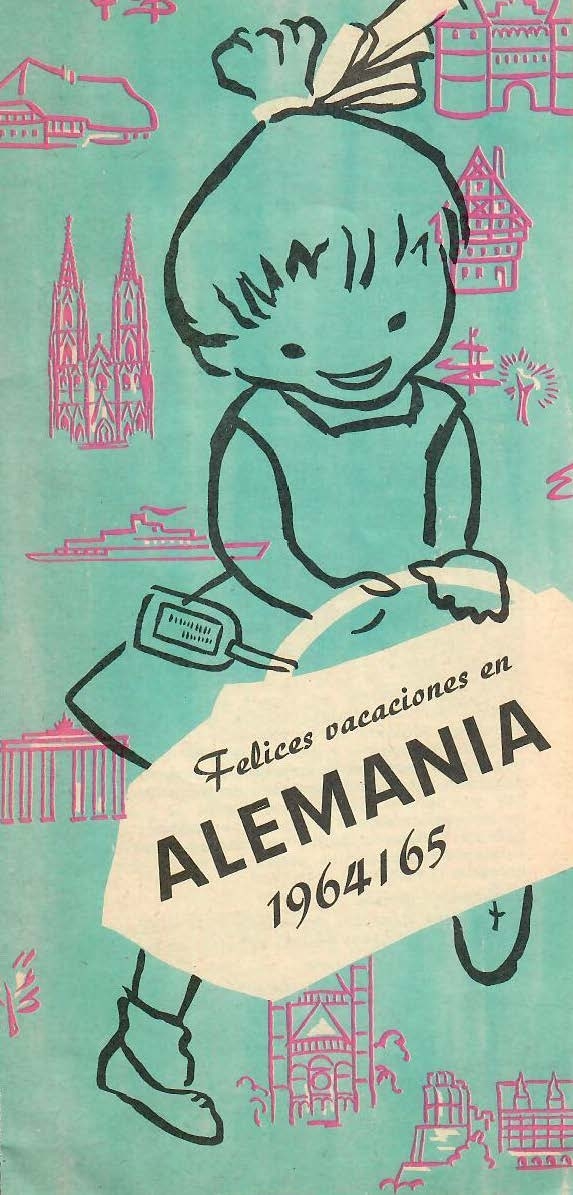 Felices vacaciones en
ALEMANIA
1964/65